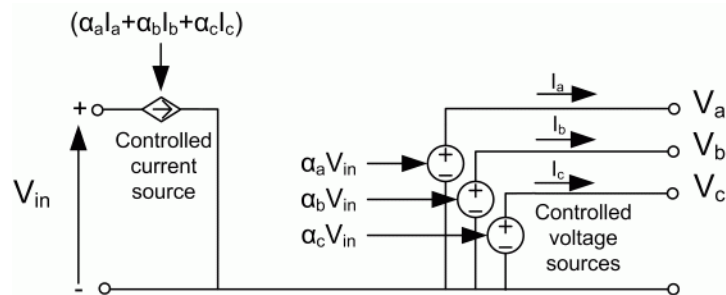 (αaIa+αbIb+αcIc)
+
Controlled
current
source
Vin
-
Ia
Va
Ib
Vb
Ic
Vc
αaVin
αbVin
αcVin
+
−
+
−
+
−
Controlled
voltage
sources